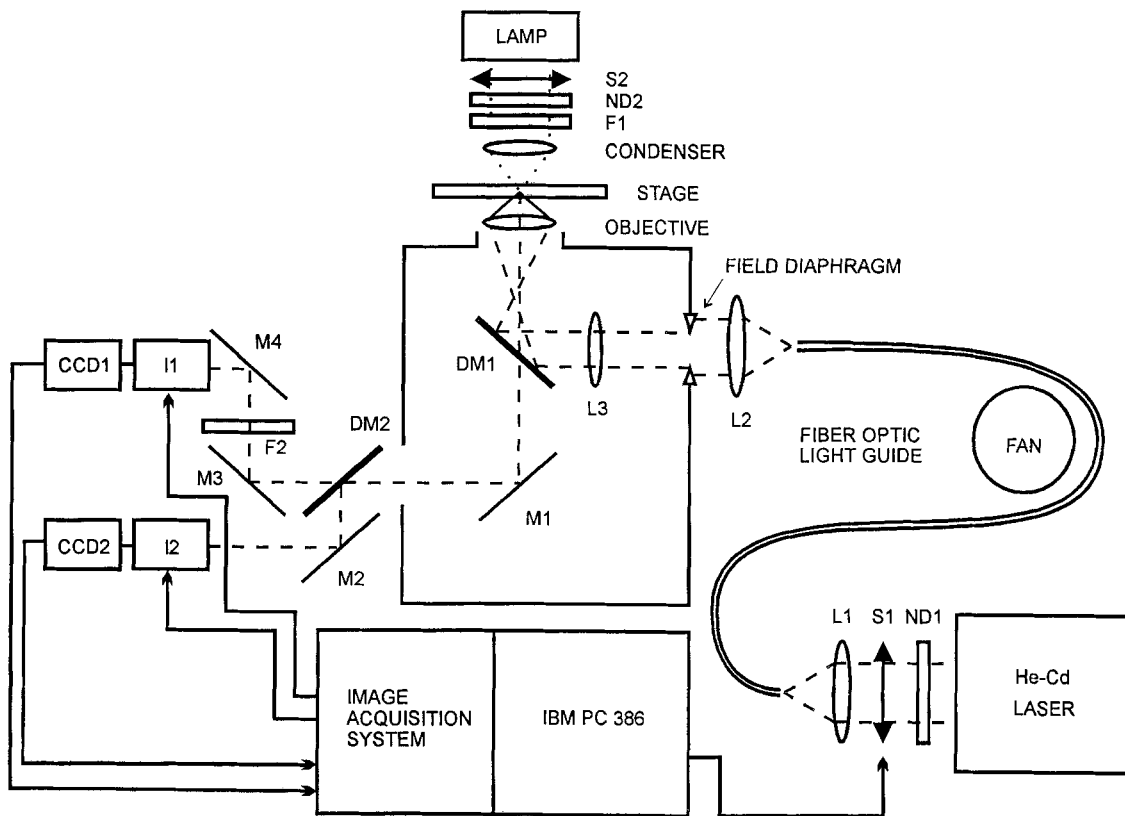 LAMP
S2
ND2
F1
CONDENSER
STAGE
OBJECTIVE
FIELD DIAPHRAGM
M4
CCD1
I1
DM1
L3
L2
F2
DM2
FIBER OPTIC
LIGHT GUIDE
FAN
M3
M1
CCD2
I2
M2
L1
S1
ND1
IMAGE
ACQUISITION
SYSTEM
IBM PC 386
He-Cd
LASER